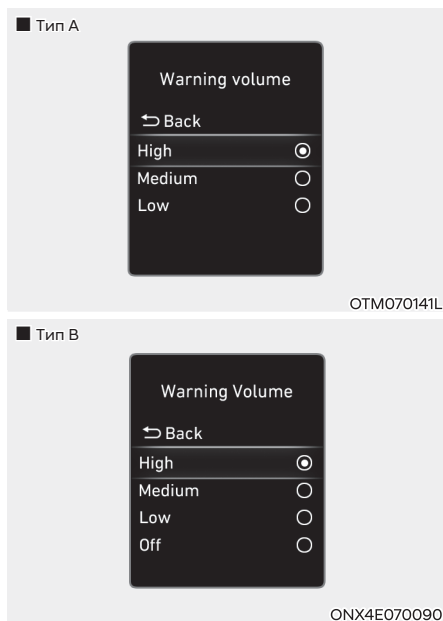 Тип A
Warning volume
Back
High
Medium
Low
OTM070141L
Тип B
Warning Volume
Back
High
Medium
Low
Off
ONX4E070090